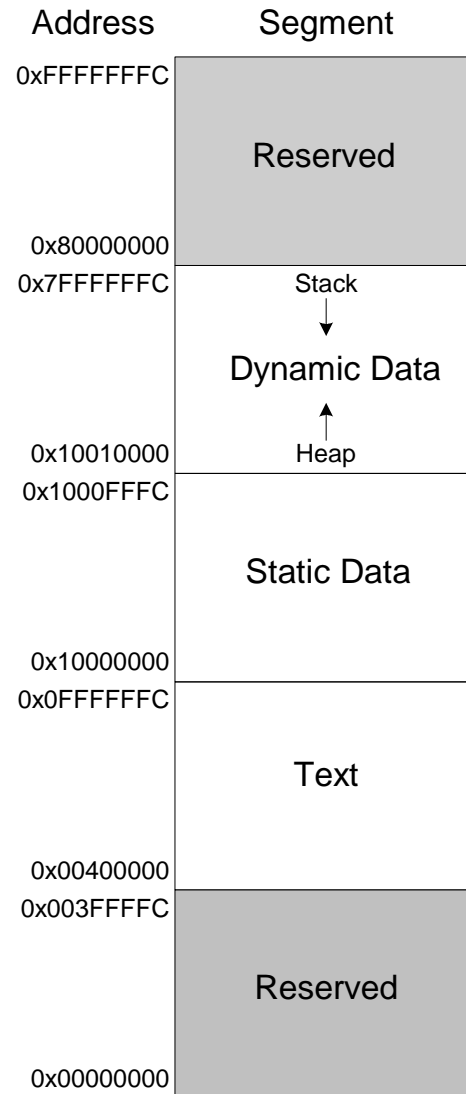 Address Segment
0xFFFFFFFC
Reserved
0x80000000
0x7FFFFFFC Stack
Dynamic Data
0x10010000 Heap
0x1000FFFC
Static Data
0x10000000
0x0FFFFFFC
Text
0x00400000
0x003FFFFC
Reserved
0x00000000